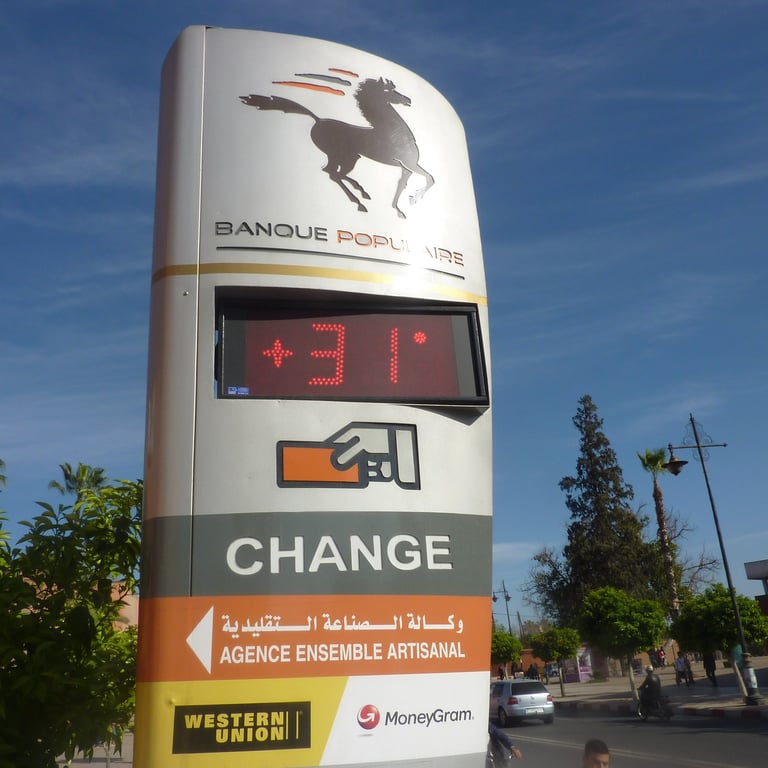 BANQUE POPULAIRE
+31°
CHANGE
وكالة الصناعة التقليدية
AGENCE ENSEMBLE ARTISANAL
WESTERN
UNION
MoneyGram.